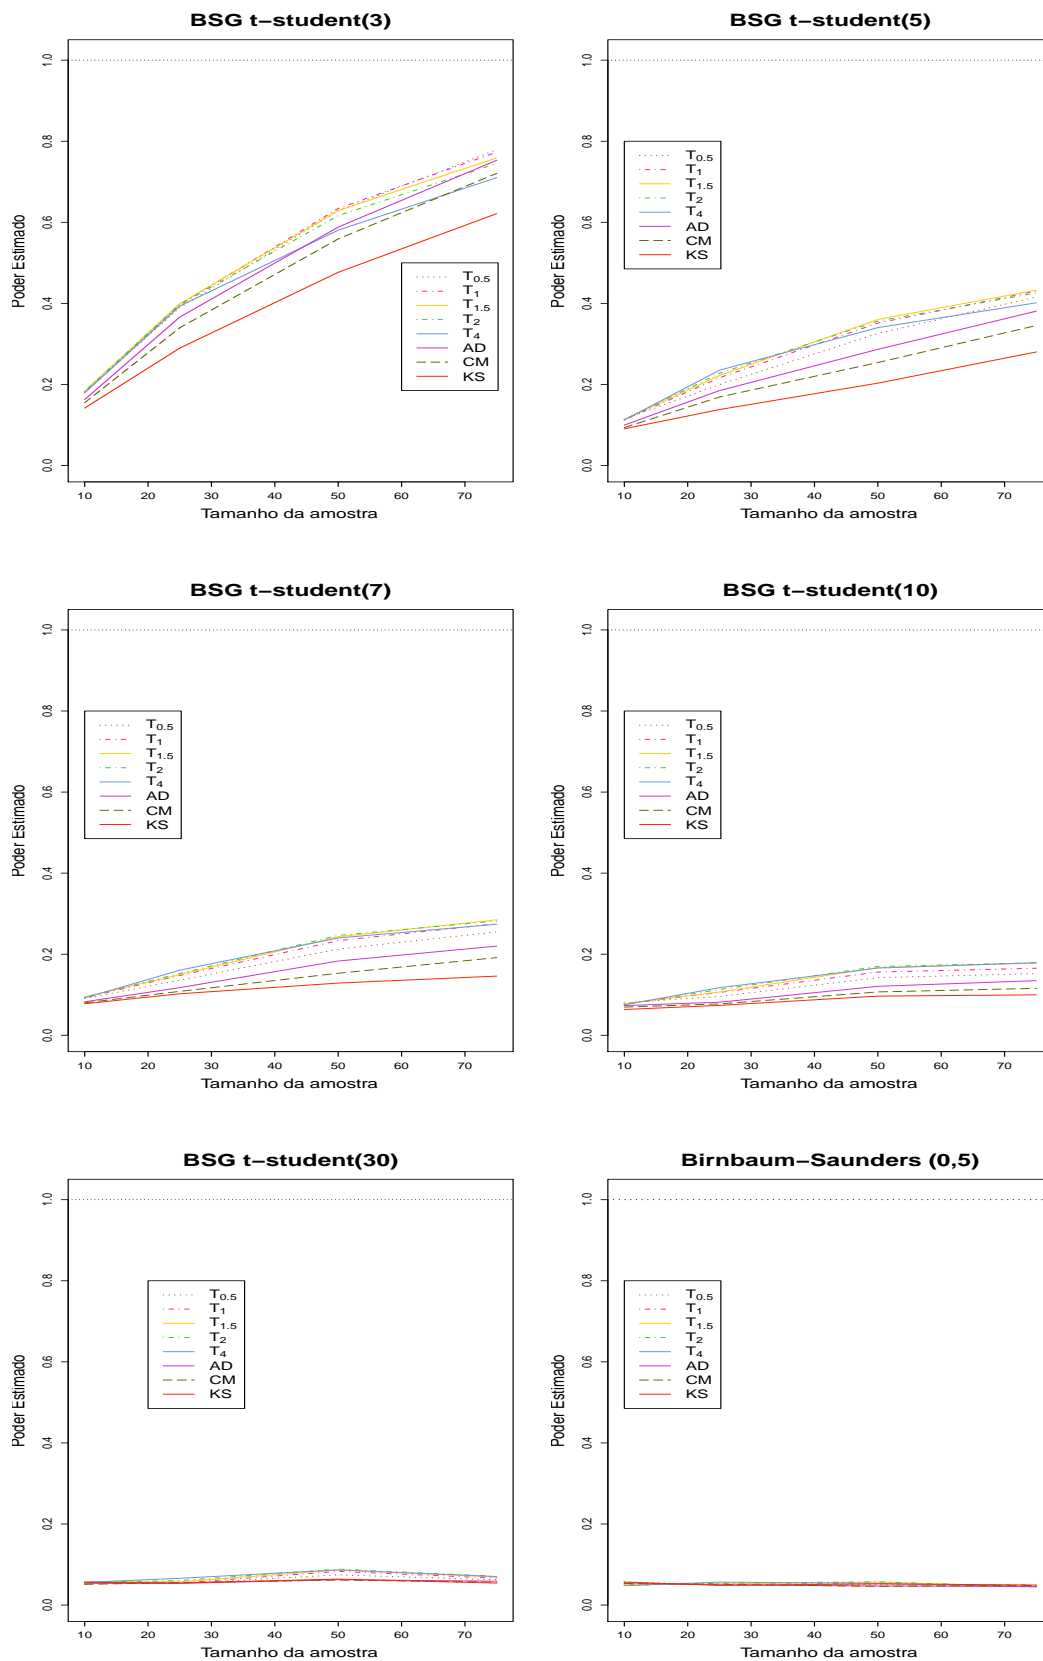 BSG t−student(3)
Poder Estimado
1.0
0.8
0.6
0.4
0.2
0.0
T0.5
T1
T1.5
T2
T4
AD
CM
KS
10 20 30 40 50 60 70
Tamanho da amostra
BSG t−student(5)
Poder Estimado
1.0
0.8
0.6
0.4
0.2
0.0
T0.5
T1
T1.5
T2
T4
AD
CM
KS
10 20 30 40 50 60 70
Tamanho da amostra
BSG t−student(7)
Poder Estimado
1.0
0.8
0.6
0.4
0.2
0.0
T0.5
T1
T1.5
T2
T4
AD
CM
KS
10 20 30 40 50 60 70
Tamanho da amostra
BSG t−student(10)
Poder Estimado
1.0
0.8
0.6
0.4
0.2
0.0
T0.5
T1
T1.5
T2
T4
AD
CM
KS
10 20 30 40 50 60 70
Tamanho da amostra
BSG t−student(30)
Poder Estimado
1.0
0.8
0.6
0.4
0.2
0.0
T0.5
T1
T1.5
T2
T4
AD
CM
KS
10 20 30 40 50 60 70
Tamanho da amostra
Birnbaum−Saunders (0,5)
Poder Estimado
1.0
0.8
0.6
0.4
0.2
0.0
T0.5
T1
T1.5
T2
T4
AD
CM
KS
10 20 30 40 50 60 70
Tamanho da amostra